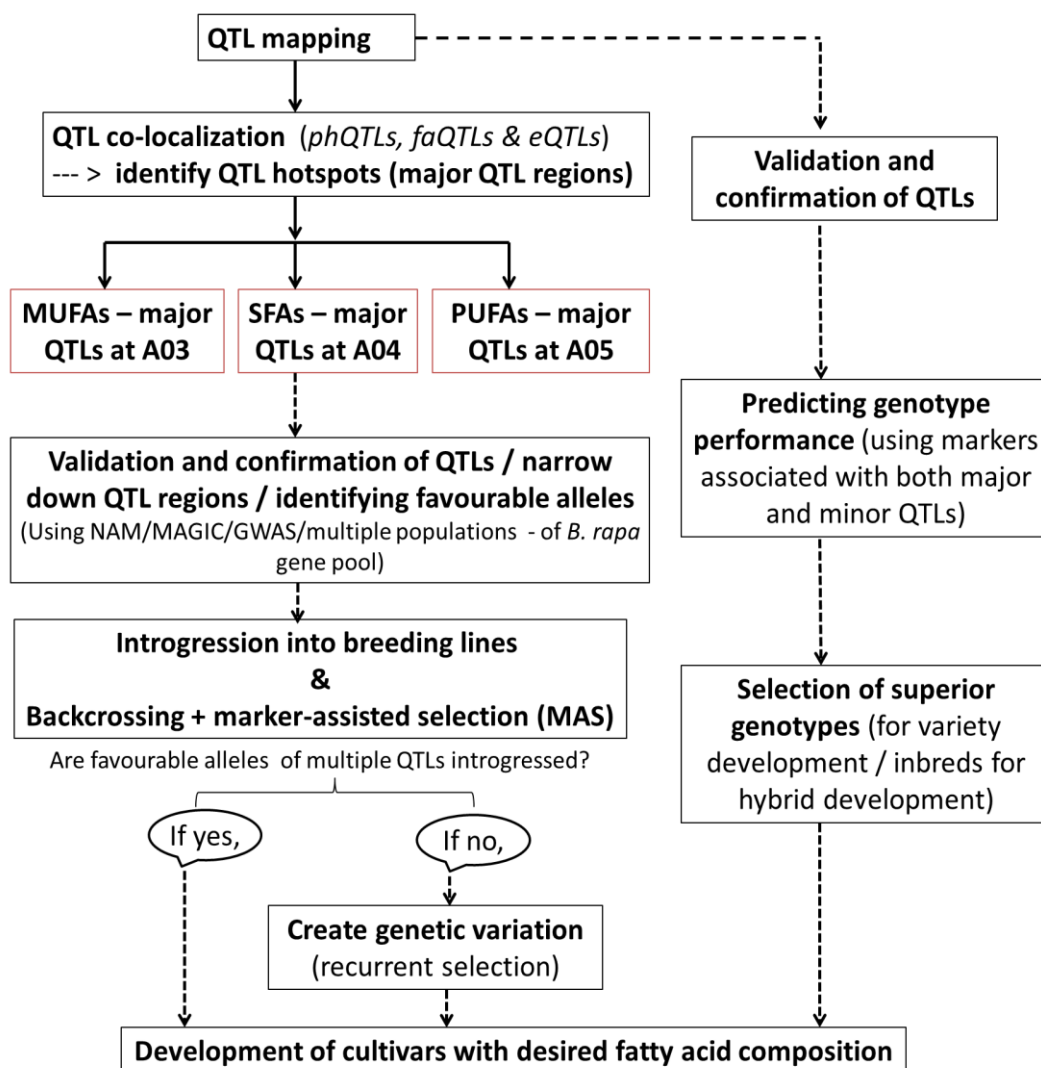 QTL mapping
QTL co-localization (phQTLs, faQTLs & eQTLs)
--- > identify QTL hotspots (major QTL regions)
MUFAs – major
QTLs at A03
SFAs – major
QTLs at A04
PUFAs – major
QTLs at A05
Validation and confirmation of QTLs / narrow
down QTL regions / identifying favourable alleles
(Using NAM/MAGIC/GWAS/multiple populations - of B. rapa
gene pool)
Introgression into breeding lines
&
Backcrossing + marker-assisted selection (MAS)
Are favourable alleles of multiple QTLs introgressed?
If yes,
If no,
Create genetic variation
(recurrent selection)
Validation and
confirmation of QTLs
Predicting genotype
performance (using markers
associated with both major
and minor QTLs)
Selection of superior
genotypes (for variety
development / inbreds for
hybrid development)
Development of cultivars with desired fatty acid composition